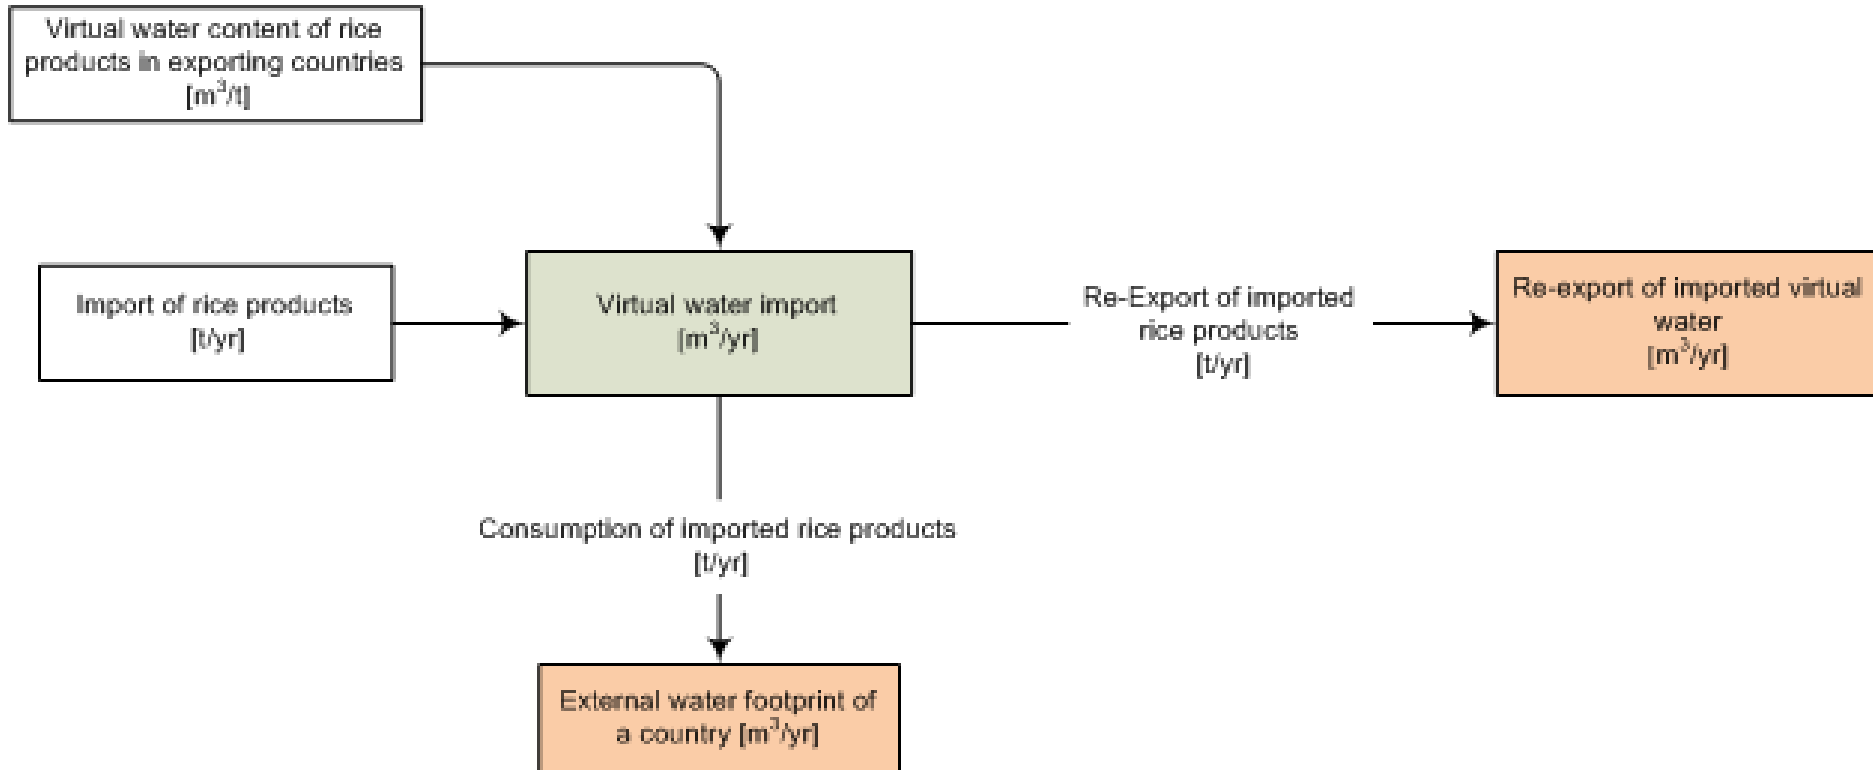 Virtual water content of rice
products in exporting countries
[m³/t]
Import of rice products
[t/yr]
Virtual water import
[m³/yr]
Re-Export of imported
rice products
[t/yr]
Re-export of imported virtual
water
[m³/yr]
Consumption of imported rice products
[t/yr]
External water footprint of
a country [m³/yr]